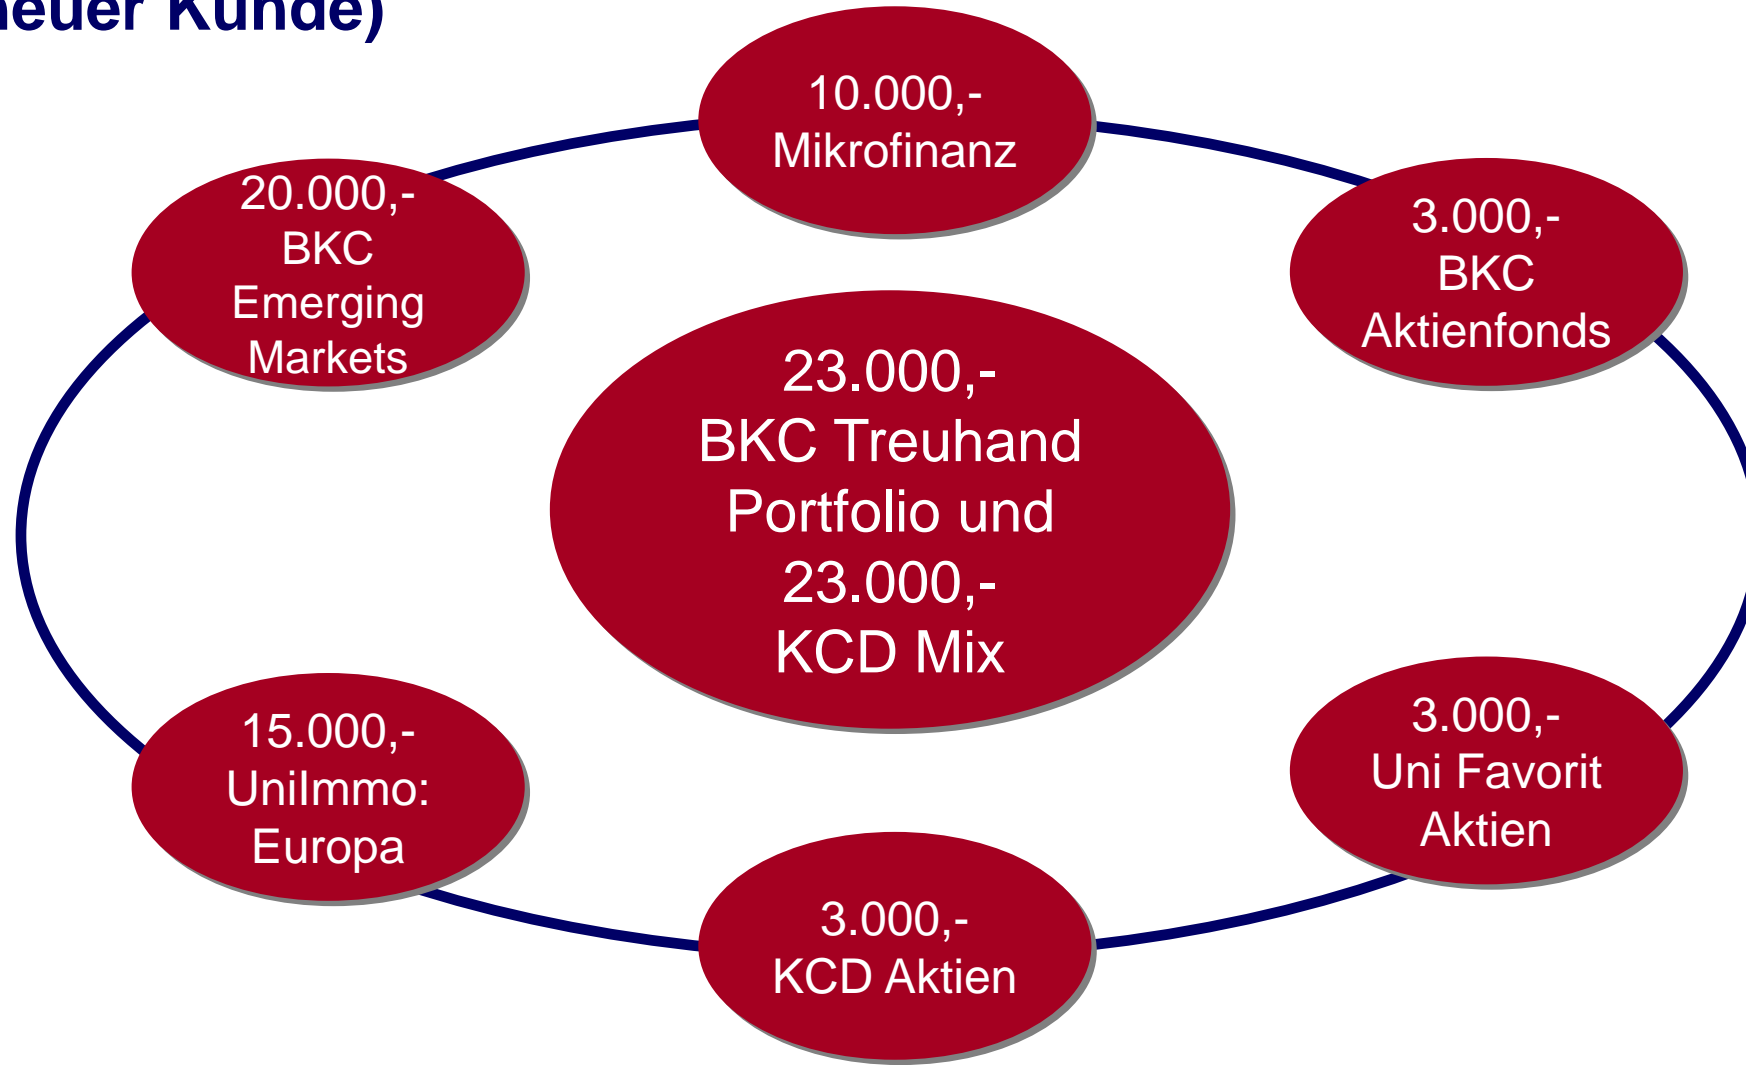 neuer Kunde)
10.000,-
Mikrofinanz
20.000,-
BKC
Emerging
Markets
3.000,-
BKC
Aktienfonds
23.000,-
BKC Treuhand
Portfolio und
23.000,-
KCD Mix
15.000,-
UniImmo:
Europa
3.000,-
Uni Favorit
Aktien
3.000,-
KCD Aktien